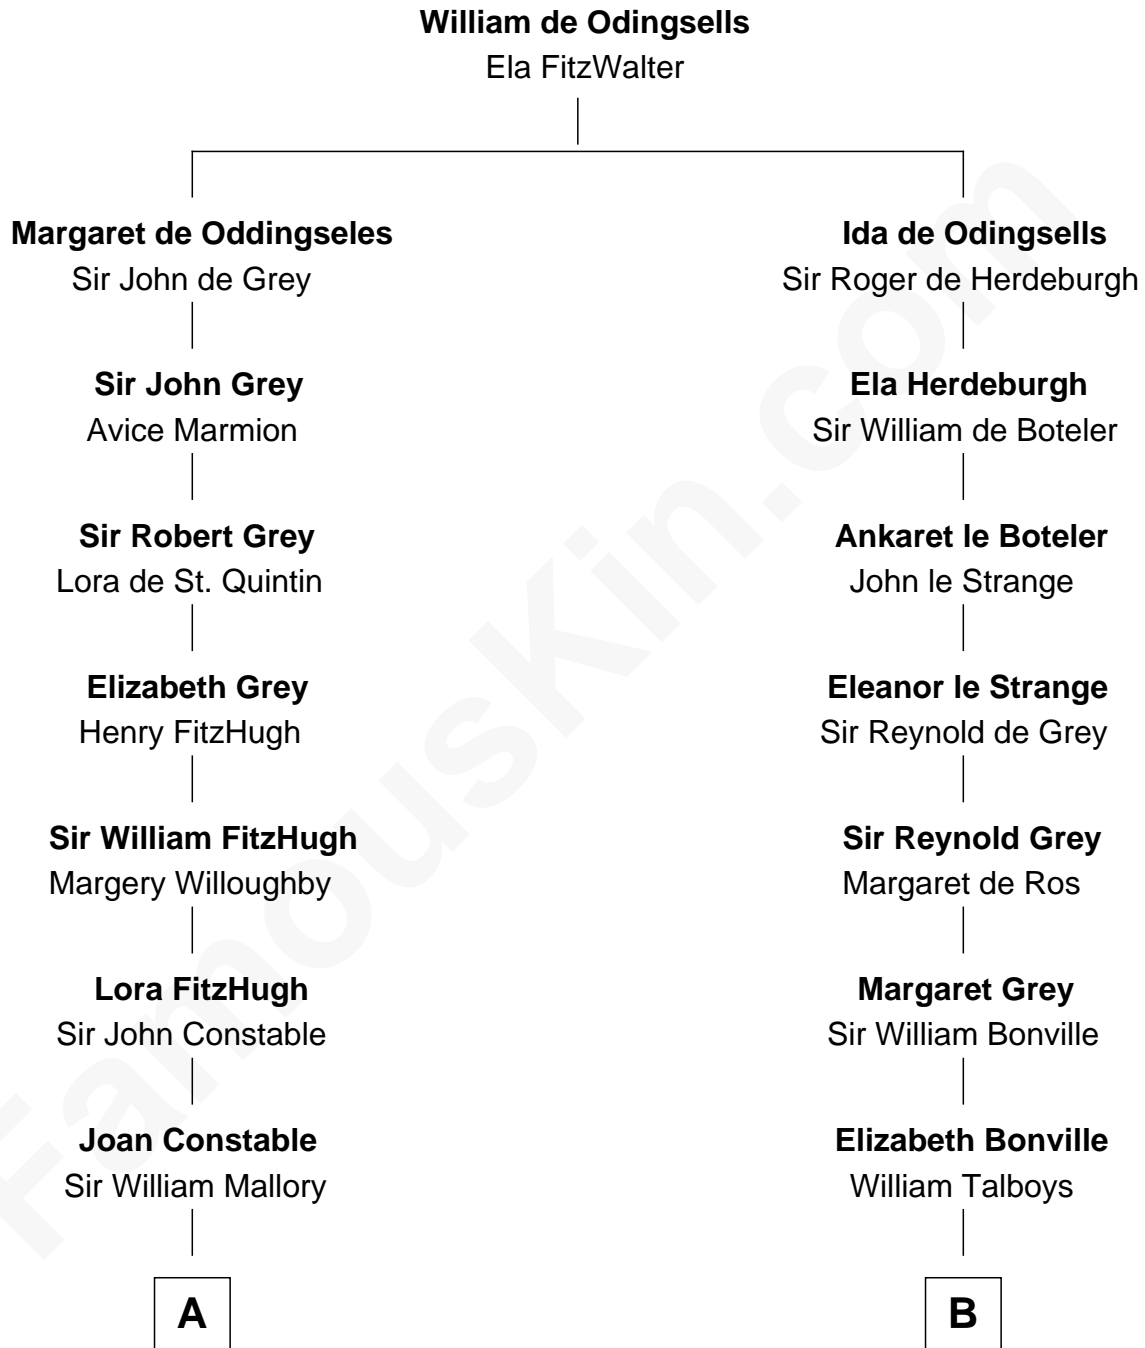 William de Odingsells
Ela FitzWalter
Margaret de Oddingseles
Sir John de Grey
Sir John Grey
Avice Marmion
Sir Robert Grey
Lora de St. Quintin
Elizabeth Grey
Henry FitzHugh
Sir William FitzHugh
Margery Willoughby
Lora FitzHugh
Sir John Constable
Joan Constable
Sir William Mallory
A
Ida de Odingsells
Sir Roger de Herdeburgh
Ela Herdeburgh
Sir William de Boteler
Ankaret le Boteler
John le Strange
Eleanor le Strange
Sir Reynold de Grey
Sir Reynold Grey
Margaret de Ros
Margaret Grey
Sir William Bonville
Elizabeth Bonville
William Talboys
B
FamousKin.com